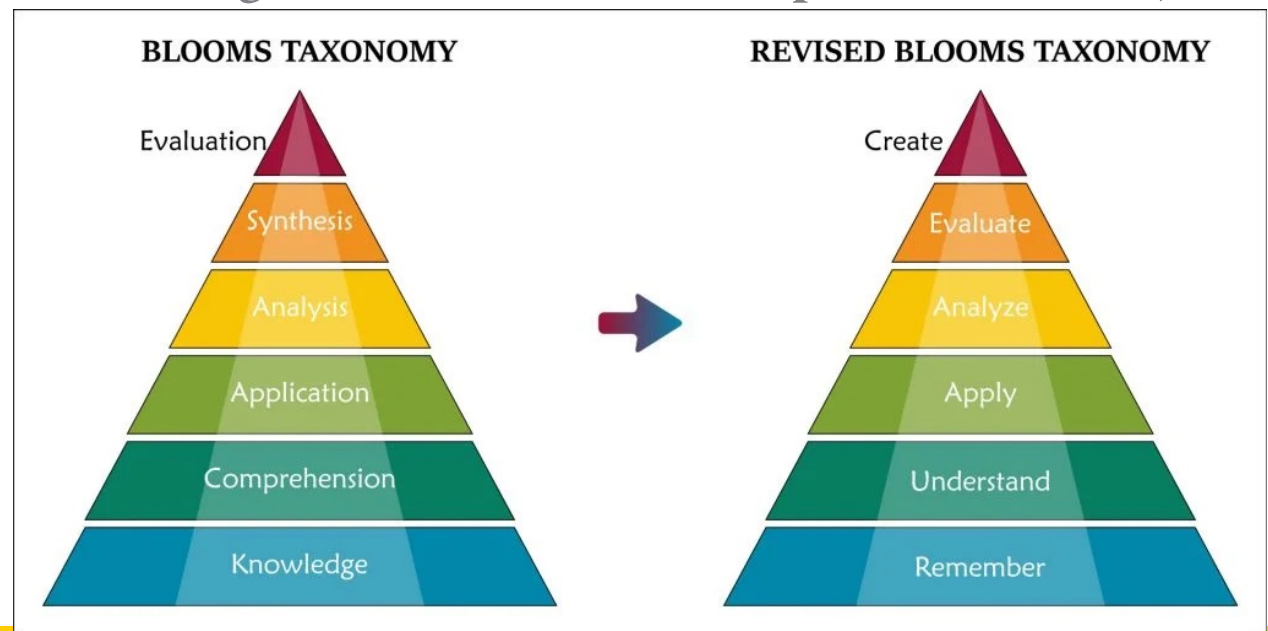 BLOOMS TAXONOMY
Evaluation
Synthesis
Analysis
Application
Comprehension
Knowledge
REVISED BLOOMS TAXONOMY
Create
Evaluate
Analyze
Apply
Understand
Remember